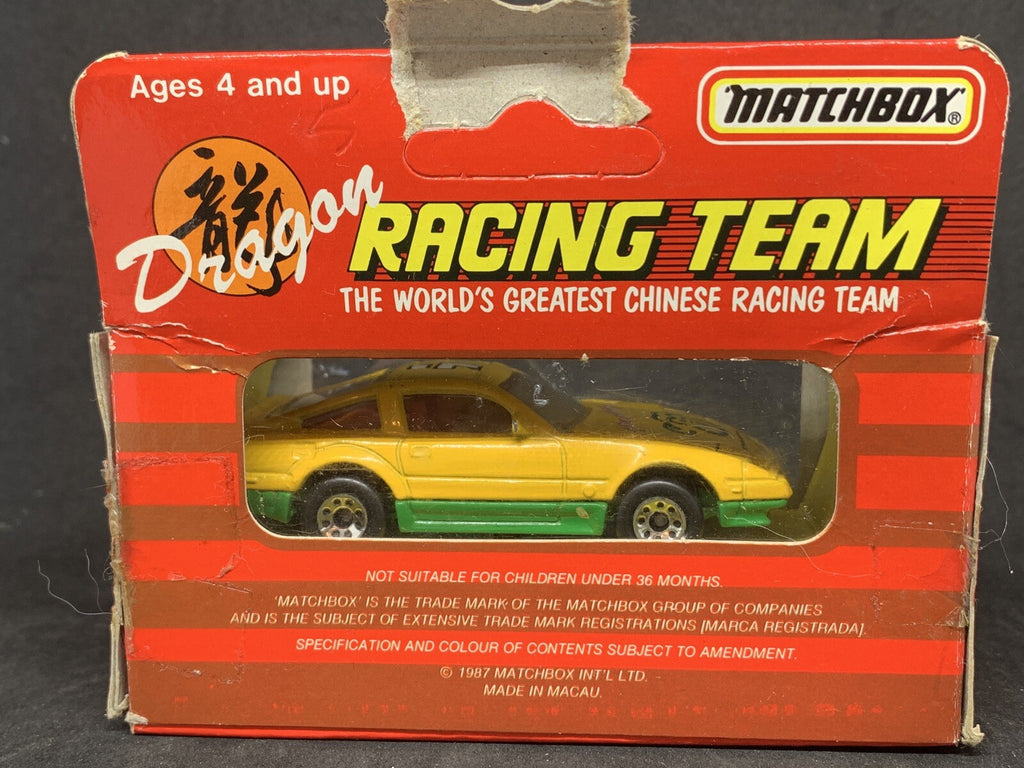 Ages 4 and up
MATCHBOX®
龍
Dragon
RACING TEAM
THE WORLD'S GREATEST CHINESE RACING TEAM
NOT SUITABLE FOR CHILDREN UNDER 36 MONTHS.
'MATCHBOX' IS THE TRADE MARK OF THE MATCHBOX GROUP OF COMPANIES
AND IS THE SUBJECT OF EXTENSIVE TRADE MARK REGISTRATIONS [MARCA REGISTRADA].
SPECIFICATION AND COLOUR OF CONTENTS SUBJECT TO AMENDMENT.
© 1987 MATCHBOX INT'L LTD.
MADE IN MACAU.